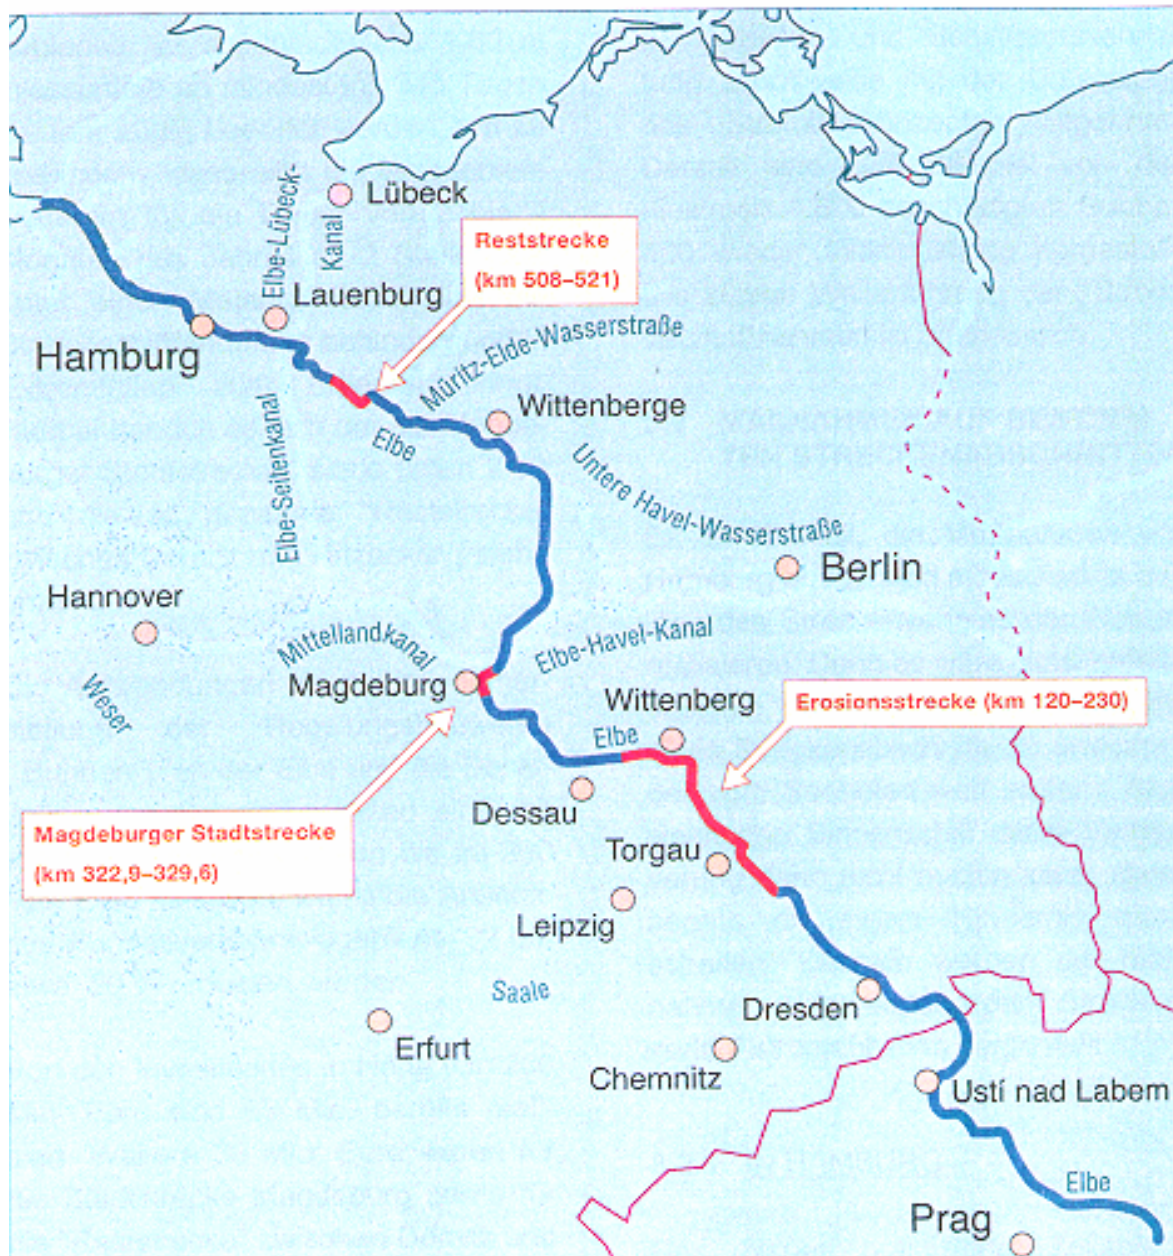 Lübeck
Elbe-Lübeck-
Kanal
Reststrecke
(km 508–521)
Lauenburg
Hamburg
Müritz-Elde-Wasserstraße
Wittenberge
Elbe
Elbe-Seitenkanal
Untere Havel-Wasserstraße
Berlin
Hannover
Mittellandkanal
Elbe-Havel-Kanal
Weser
Magdeburg
Wittenberg
Erosionsstrecke (km 120–230)
Elbe
Dessau
Magdeburger Stadtstrecke
(km 322,9–329,6)
Torgau
Leipzig
Saale
Dresden
Erfurt
Chemnitz
Ustí nad Labem
Elbe
Prag